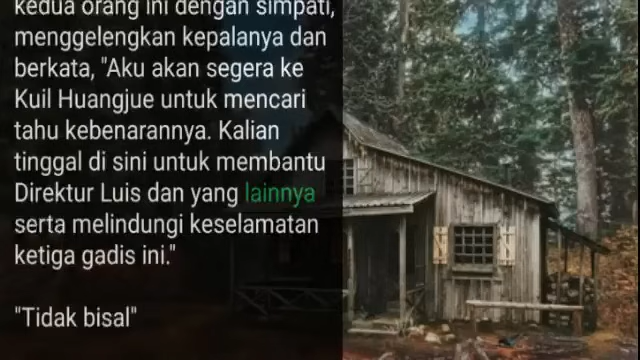 kedua orang ini dengan simpati,
menggelengkan kepalanya dan
berkata, "Aku akan segera ke
Kuil Huangjue untuk mencari
tahu kebenarannya. Kalian
tinggal di sini untuk membantu
Direktur Luis dan yang lainnya
serta melindungi keselamatan
ketiga gadis ini."
"Tidak bisal"